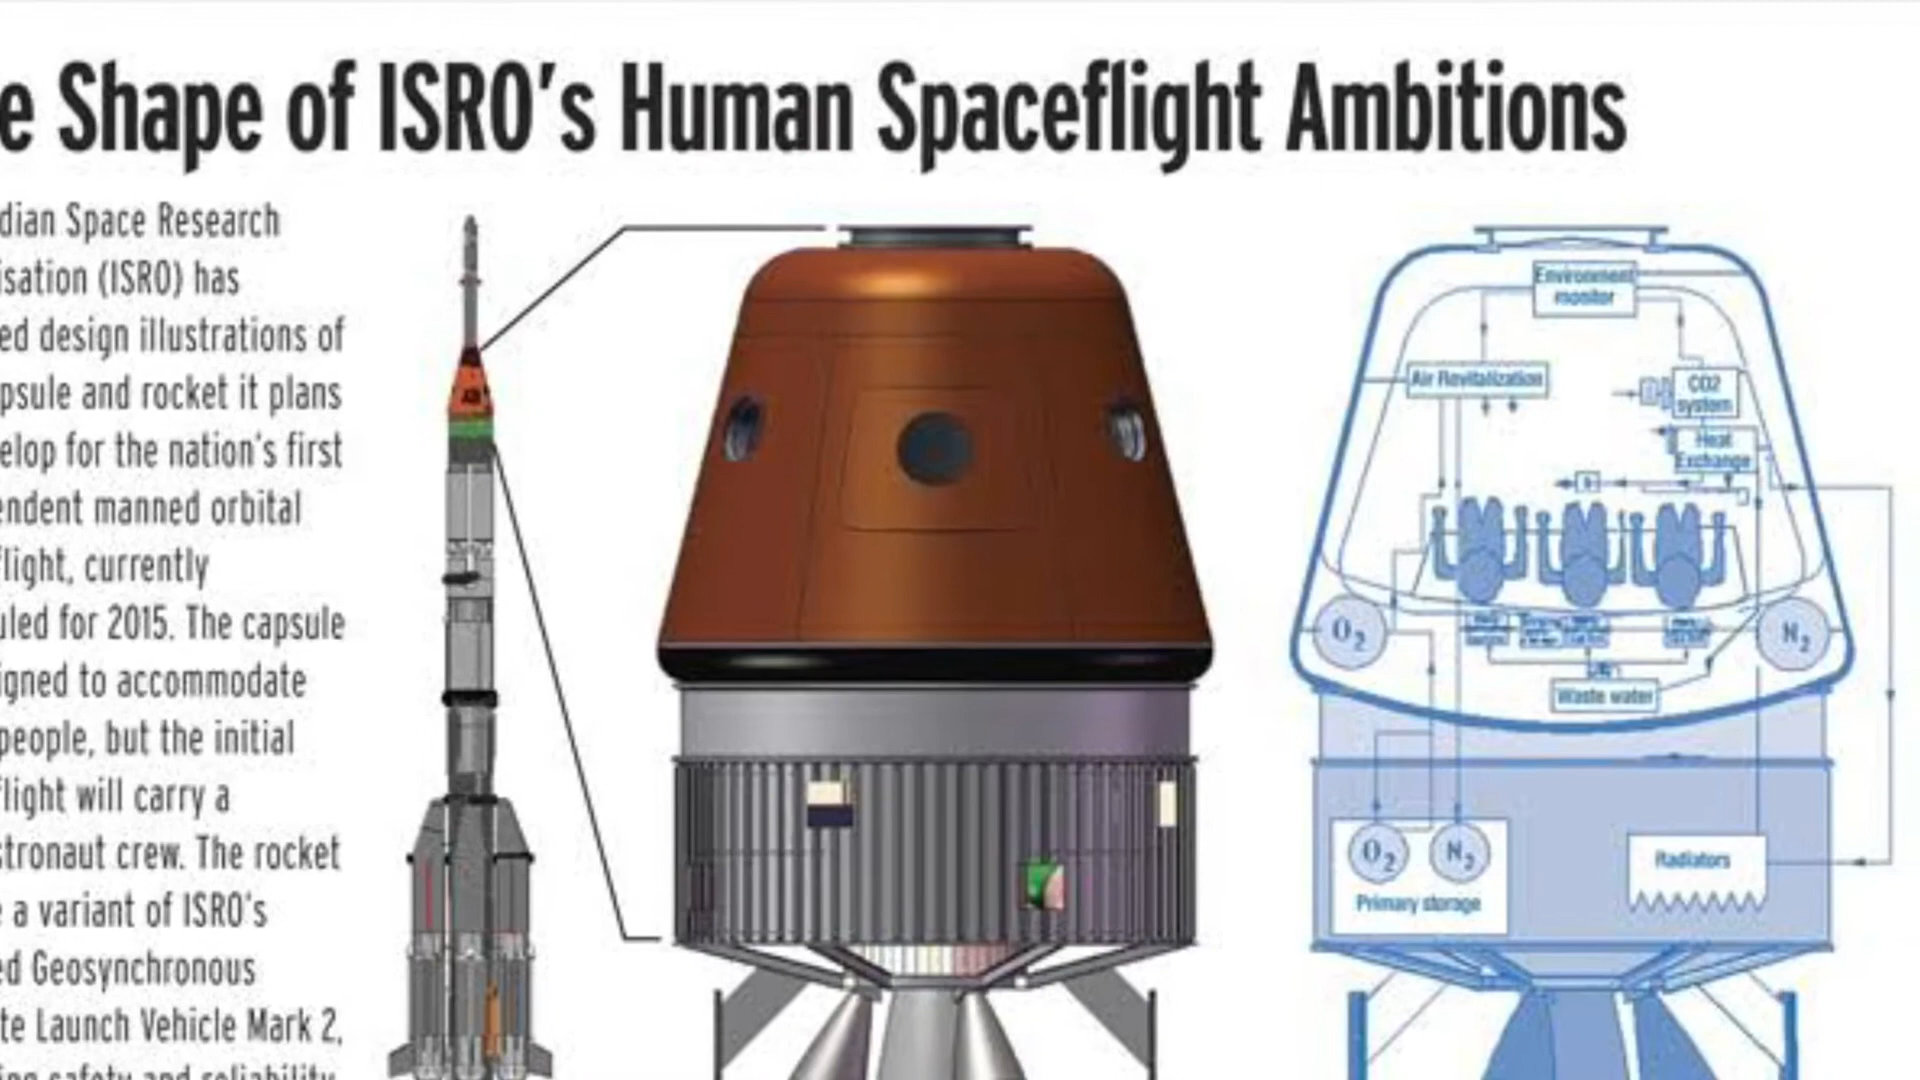 e Shape of ISRO's Human Spaceflight Ambitions
dian Space Research
isation (ISRO) has
ed design illustrations of
psule and rocket it plans
elop for the nation's first
endent manned orbital
flight, currently
uled for 2015. The capsule
igned to accommodate
people, but the initial
flight will carry a
stronaut crew. The rocket
e a variant of ISRO's
ed Geosynchronous
te Launch Vehicle Mark 2,
ing safety and reliability
Environment
monitor
Air Revitalization
CO2
system
Heat
Exchange
O2
N2
Waste water
O2
N2
Primary storage
Radiators